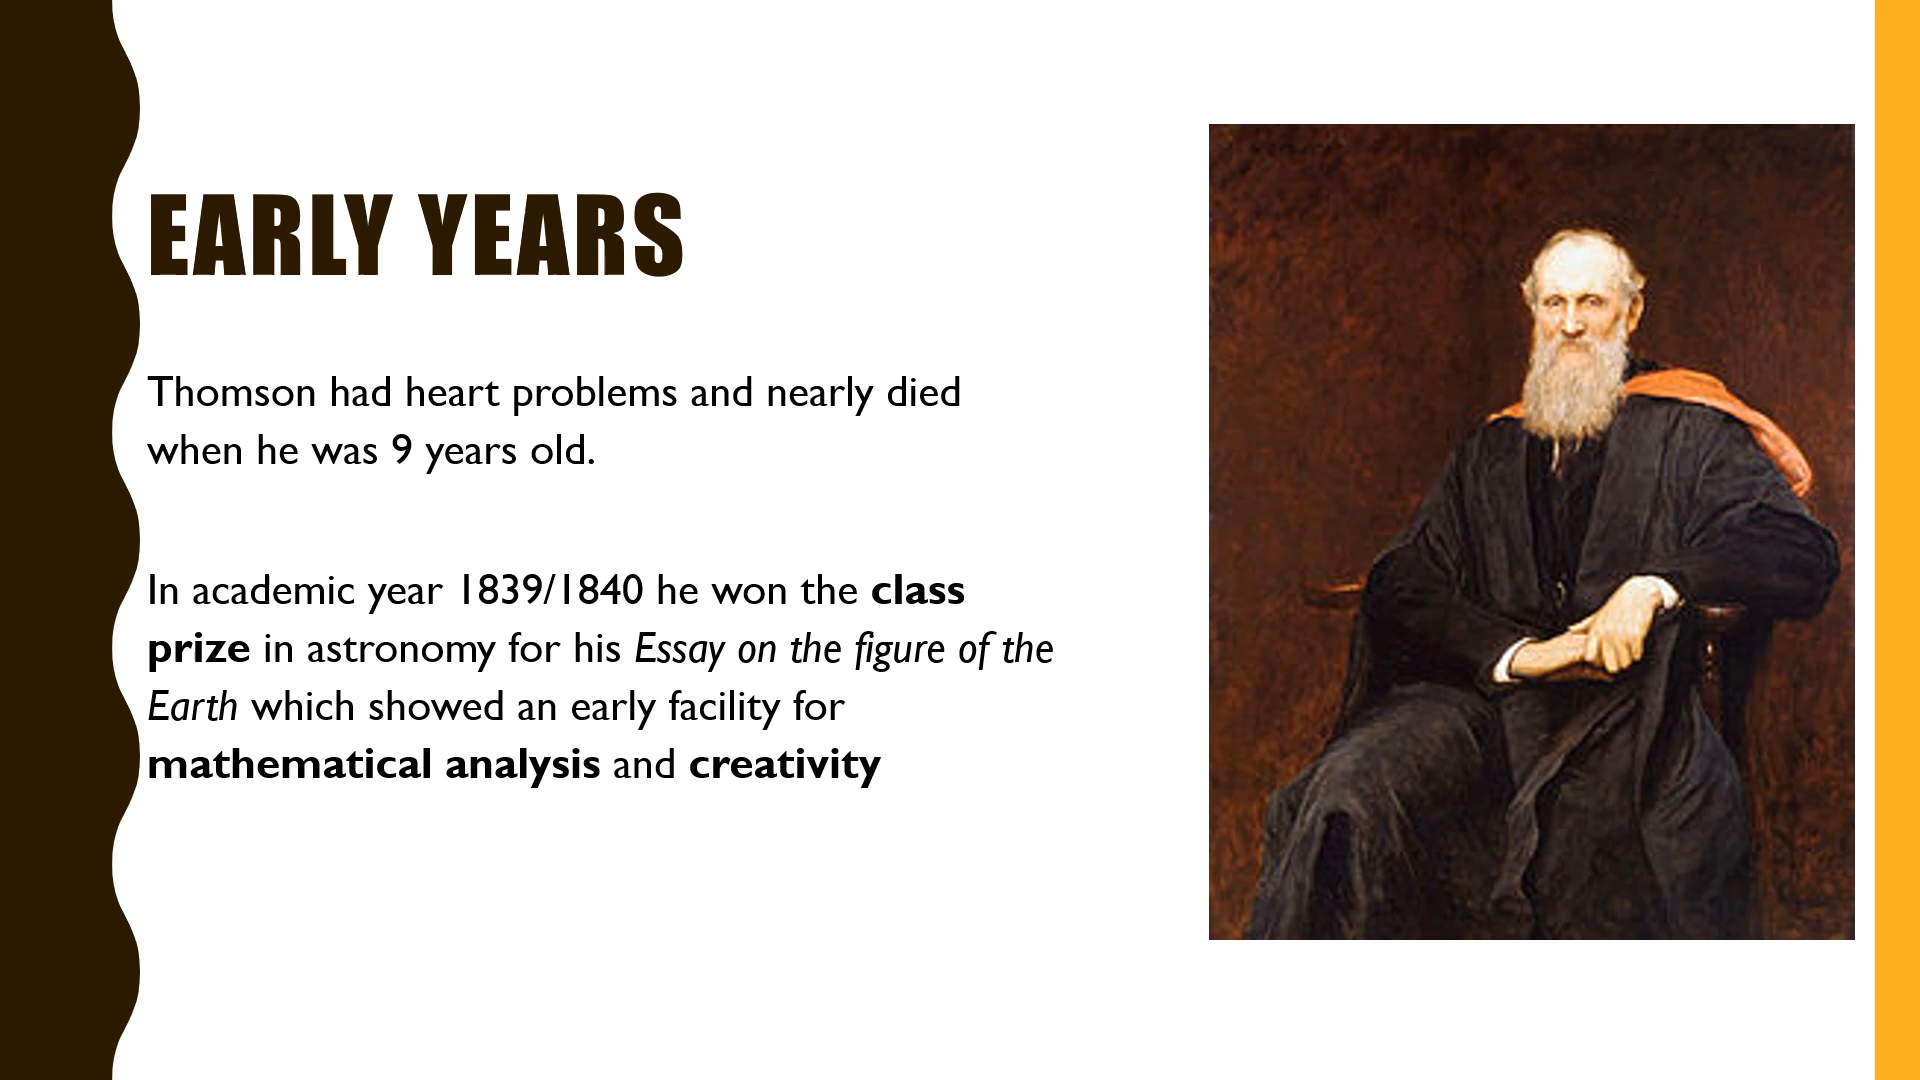 EARLY YEARS
Thomson had heart problems and nearly died
when he was 9 years old.
In academic year 1839/1840 he won the class
prize in astronomy for his Essay on the figure of the
Earth which showed an early facility for
mathematical analysis and creativity